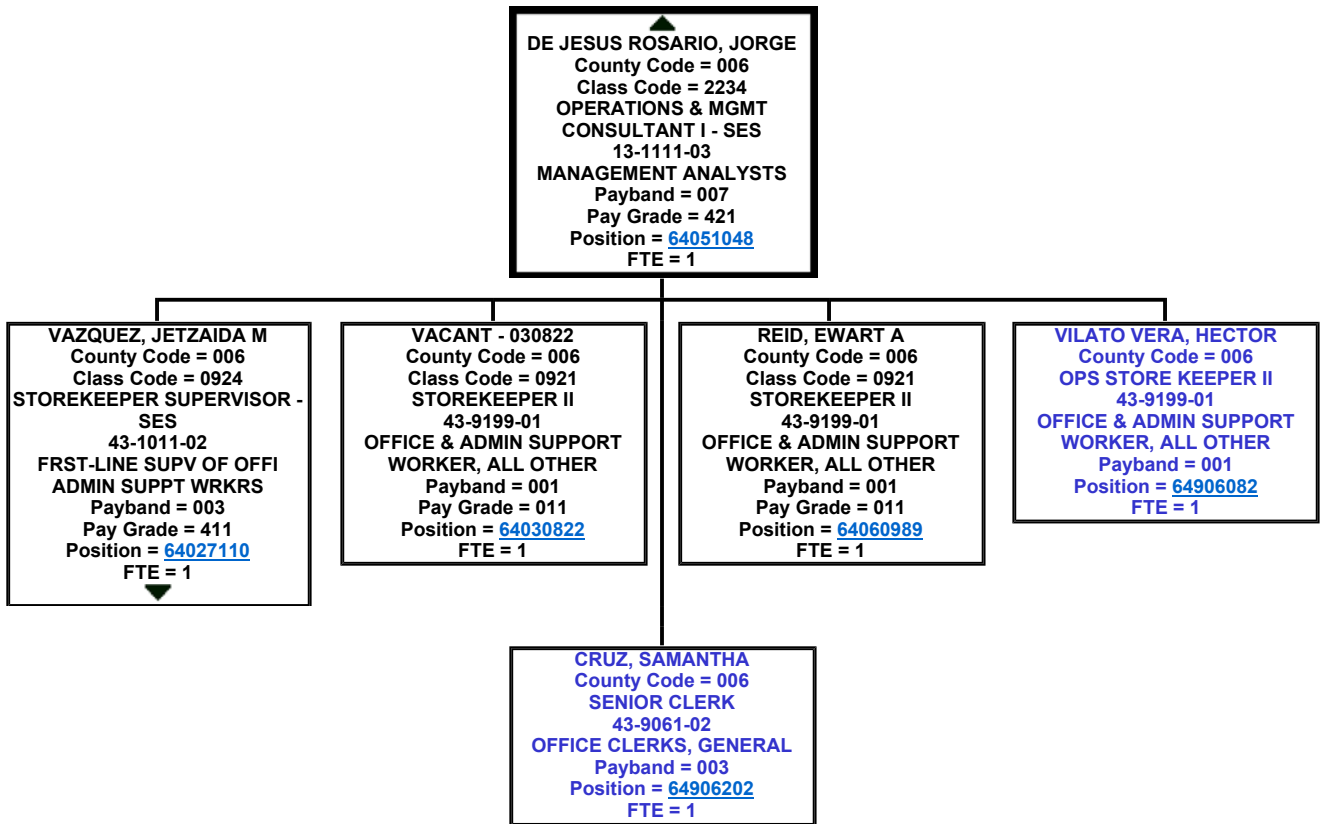 DE JESUS ROSARIO, JORGE
County Code = 006
Class Code = 2234
OPERATIONS & MGMT
CONSULTANT I - SES
13-1111-03
MANAGEMENT ANALYSTS
Payband = 007
Pay Grade = 421
Position = 64051048
FTE = 1
VAZQUEZ, JETZAIDA M
County Code = 006
Class Code = 0924
STOREKEEPER SUPERVISOR -
SES
43-1011-02
FRST-LINE SUPV OF OFFI
ADMIN SUPPT WRKRS
Payband = 003
Pay Grade = 411
Position = 64027110
FTE = 1
VACANT - 030822
County Code = 006
Class Code = 0921
STOREKEEPER II
43-9199-01
OFFICE & ADMIN SUPPORT
WORKER, ALL OTHER
Payband = 001
Pay Grade = 011
Position = 64030822
FTE = 1
REID, EWART A
County Code = 006
Class Code = 0921
STOREKEEPER II
43-9199-01
OFFICE & ADMIN SUPPORT
WORKER, ALL OTHER
Payband = 001
Pay Grade = 011
Position = 64060989
FTE = 1
VILATO VERA, HECTOR
County Code = 006
OPS STORE KEEPER II
43-9199-01
OFFICE & ADMIN SUPPORT
WORKER, ALL OTHER
Payband = 001
Position = 64906082
FTE = 1
CRUZ, SAMANTHA
County Code = 006
SENIOR CLERK
43-9061-02
OFFICE CLERKS, GENERAL
Payband = 003
Position = 64906202
FTE = 1